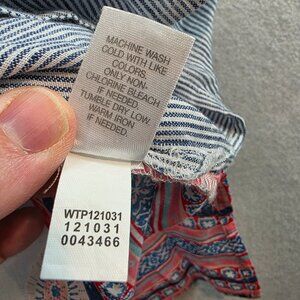 MACHINE WASH
COLD WITH LIKE
COLORS.
ONLY NON-
CHLORINE BLEACH
IF NEEDED.
TUMBLE DRY LOW.
WARM IRON
IF NEEDED.
WTP121031
121031
0043466